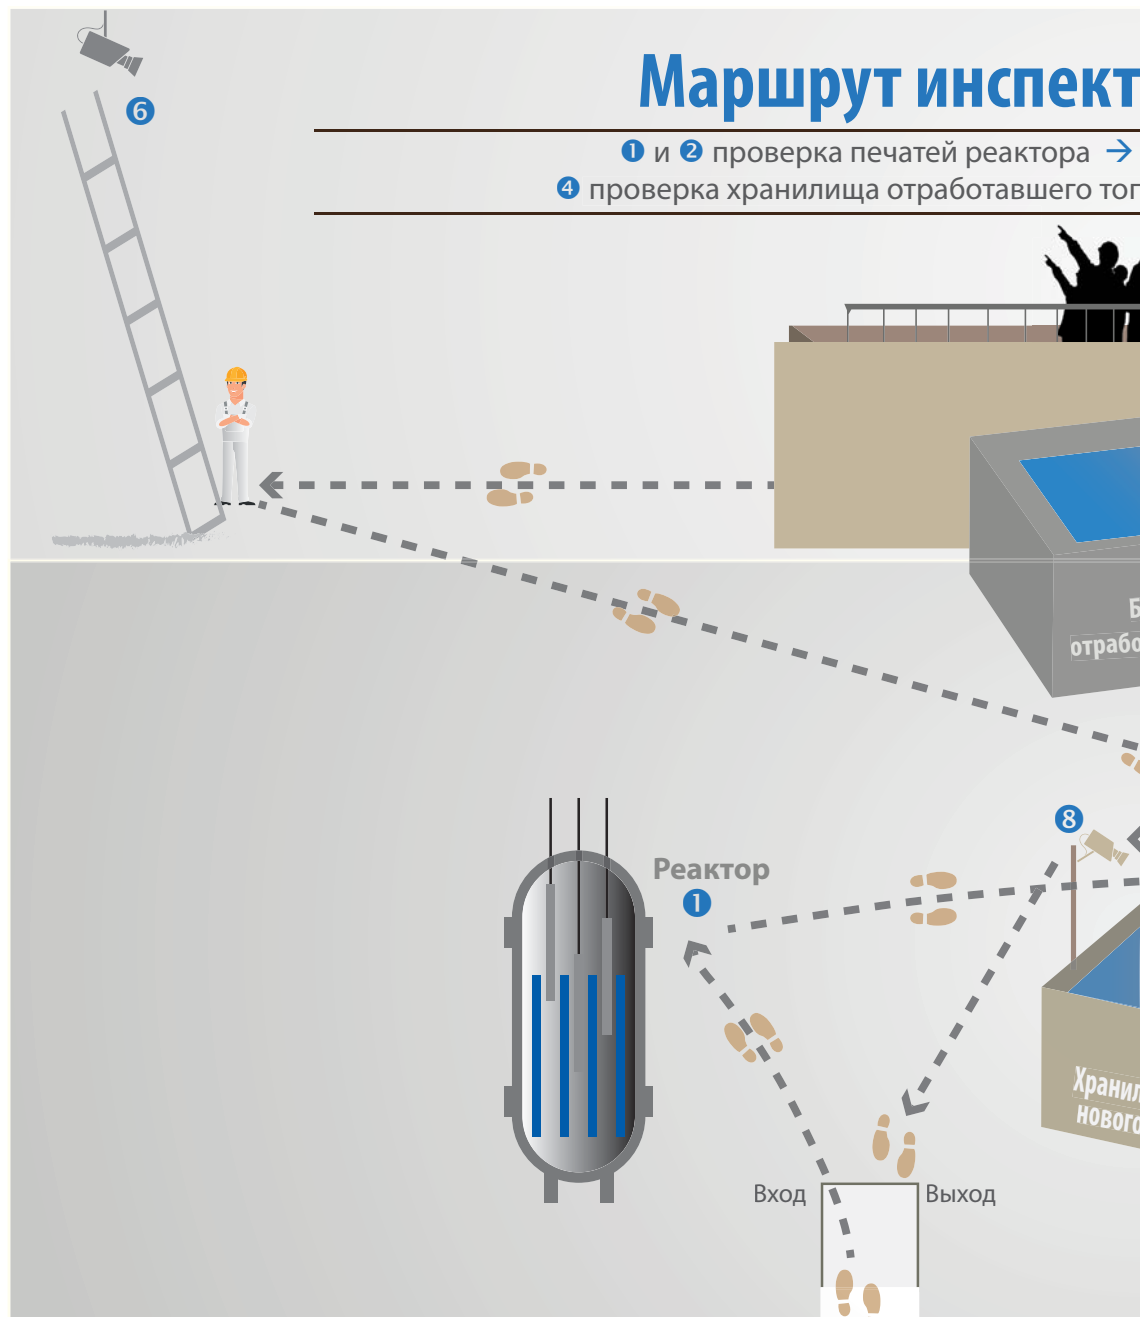 Маршрут инспект
❶ и ❷ проверка печатей реактора →
❹ проверка хранилища отработавшего топ
❻
Б
отрабо
❽
Реактор
❶
Хранил
нового
Вход
Выход